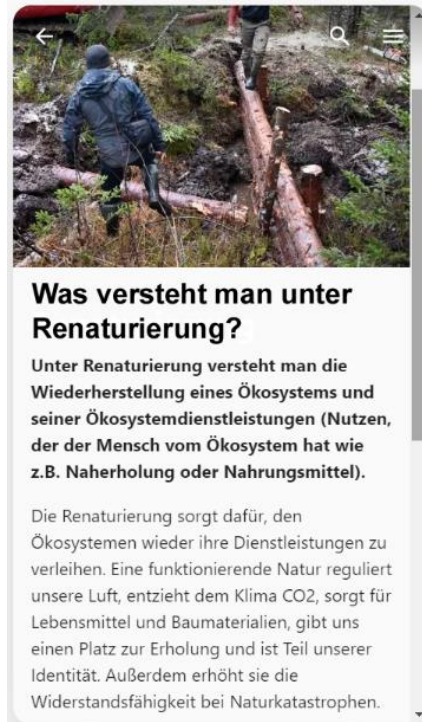 Was versteht man unter
Renaturierung?
Unter Renaturierung versteht man die
Wiederherstellung eines Ökosystems und
seiner Ökosystemdienstleistungen (Nutzen,
der der Mensch vom Ökosystem hat wie
z.B. Naherholung oder Nahrungsmittel).
Die Renaturierung sorgt dafür, den
Ökosystemen wieder ihre Dienstleistungen zu
verleihen. Eine funktionierende Natur reguliert
unsere Luft, entzieht dem Klima CO2, sorgt für
Lebensmittel und Baumaterialien, gibt uns
einen Platz zur Erholung und ist Teil unserer
Identität. Außerdem erhöht sie die
Widerstandsfähigkeit bei Naturkatastrophen.